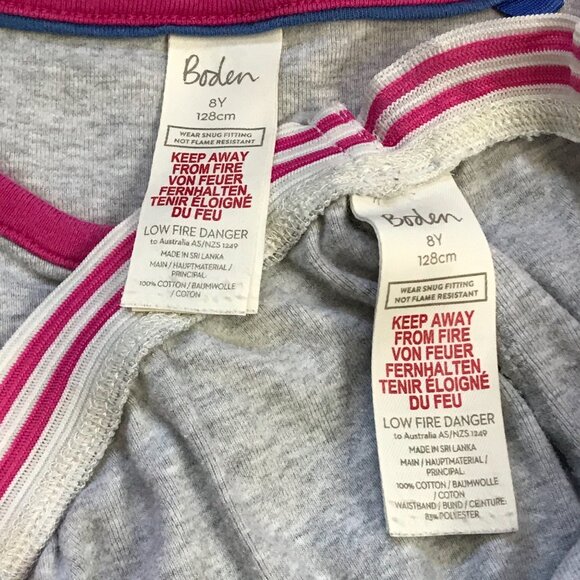 Boden
8Y
128cm
WEAR SNUG FITTING
NOT FLAME RESISTANT
KEEP AWAY
FROM FIRE
VON FEUER
FERNHALTEN,
TENIR ÉLOIGNÉ
DU FEU
LOW FIRE DANGER
to Australia AS/NZS 1249
MADE IN SRI LANKA
MAIN / HAUPTMATERIAL /
PRINCIPAL:
100% COTTON / BAUMWOLLE
/ COTON
Boden
8Y
128cm
WEAR SNUG FITTING
NOT FLAME RESISTANT
KEEP AWAY
FROM FIRE
VON FEUER
FERNHALTEN,
TENIR ÉLOIGNÉ
DU FEU
LOW FIRE DANGER
to Australia AS/NZS 1249
MADE IN SRI LANKA
MAIN / HAUPTMATERIAL /
PRINCIPAL:
100% COTTON / BAUMWOLLE
/ COTON
WAISTBAND / BUND / CEINTURE:
83% POLYESTER